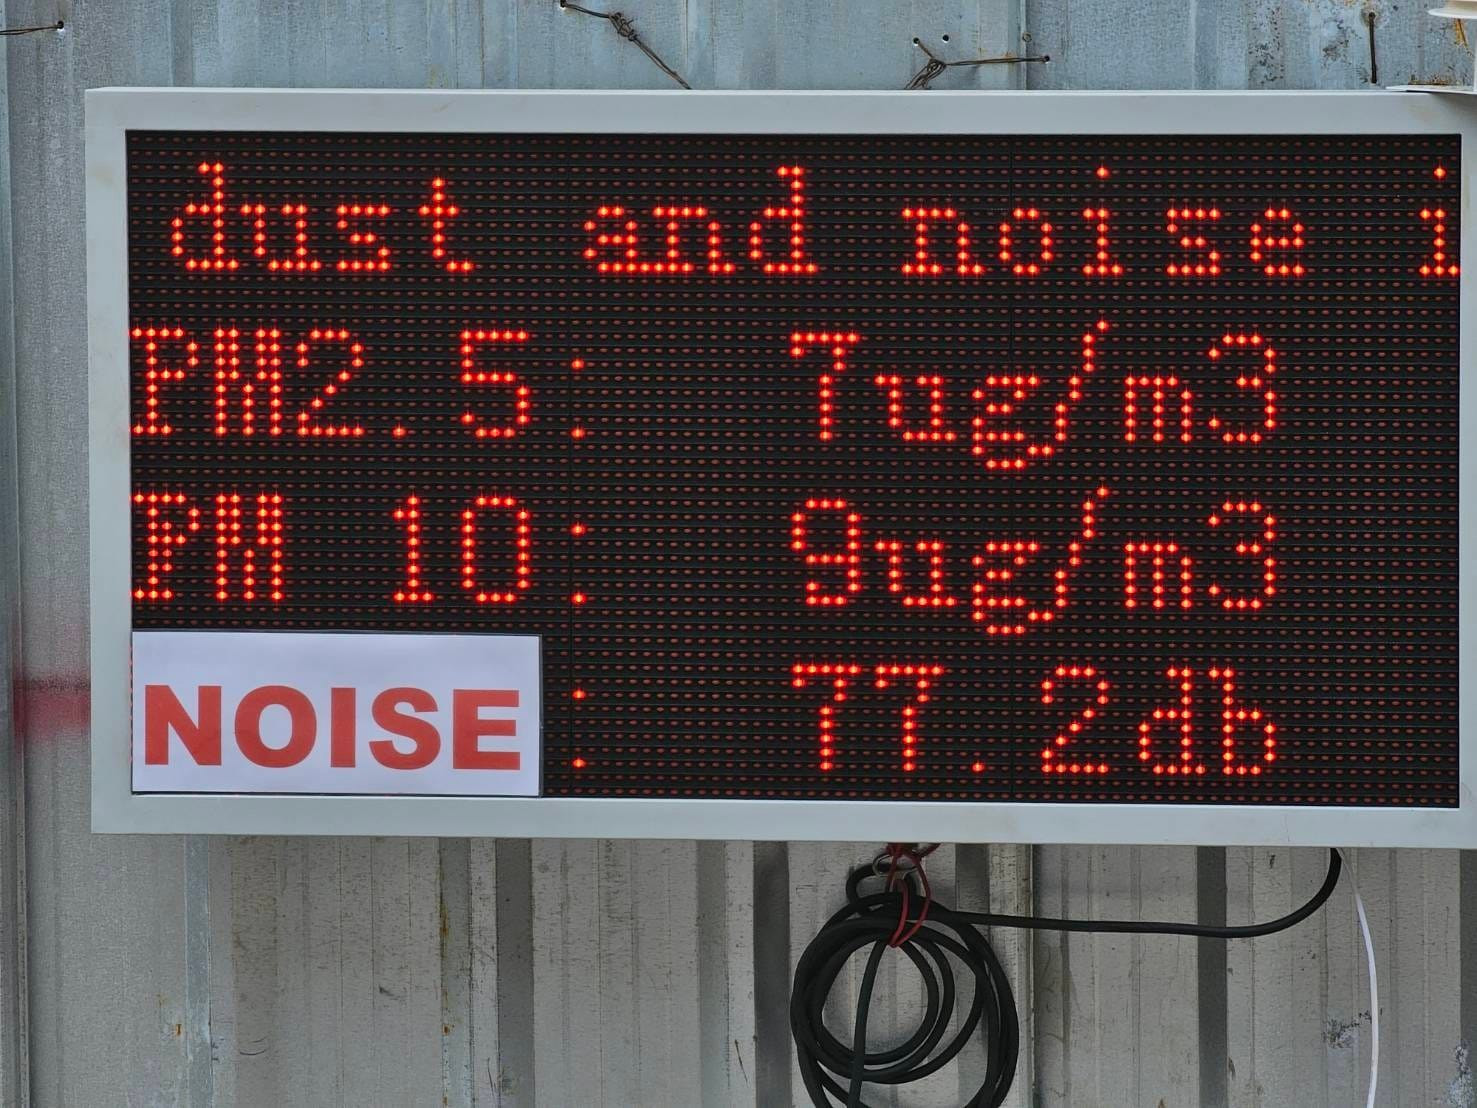 dust and noise i
PM2.5: 7ug/m3
PM 10: 9ug/m3
NOISE : 77.2db